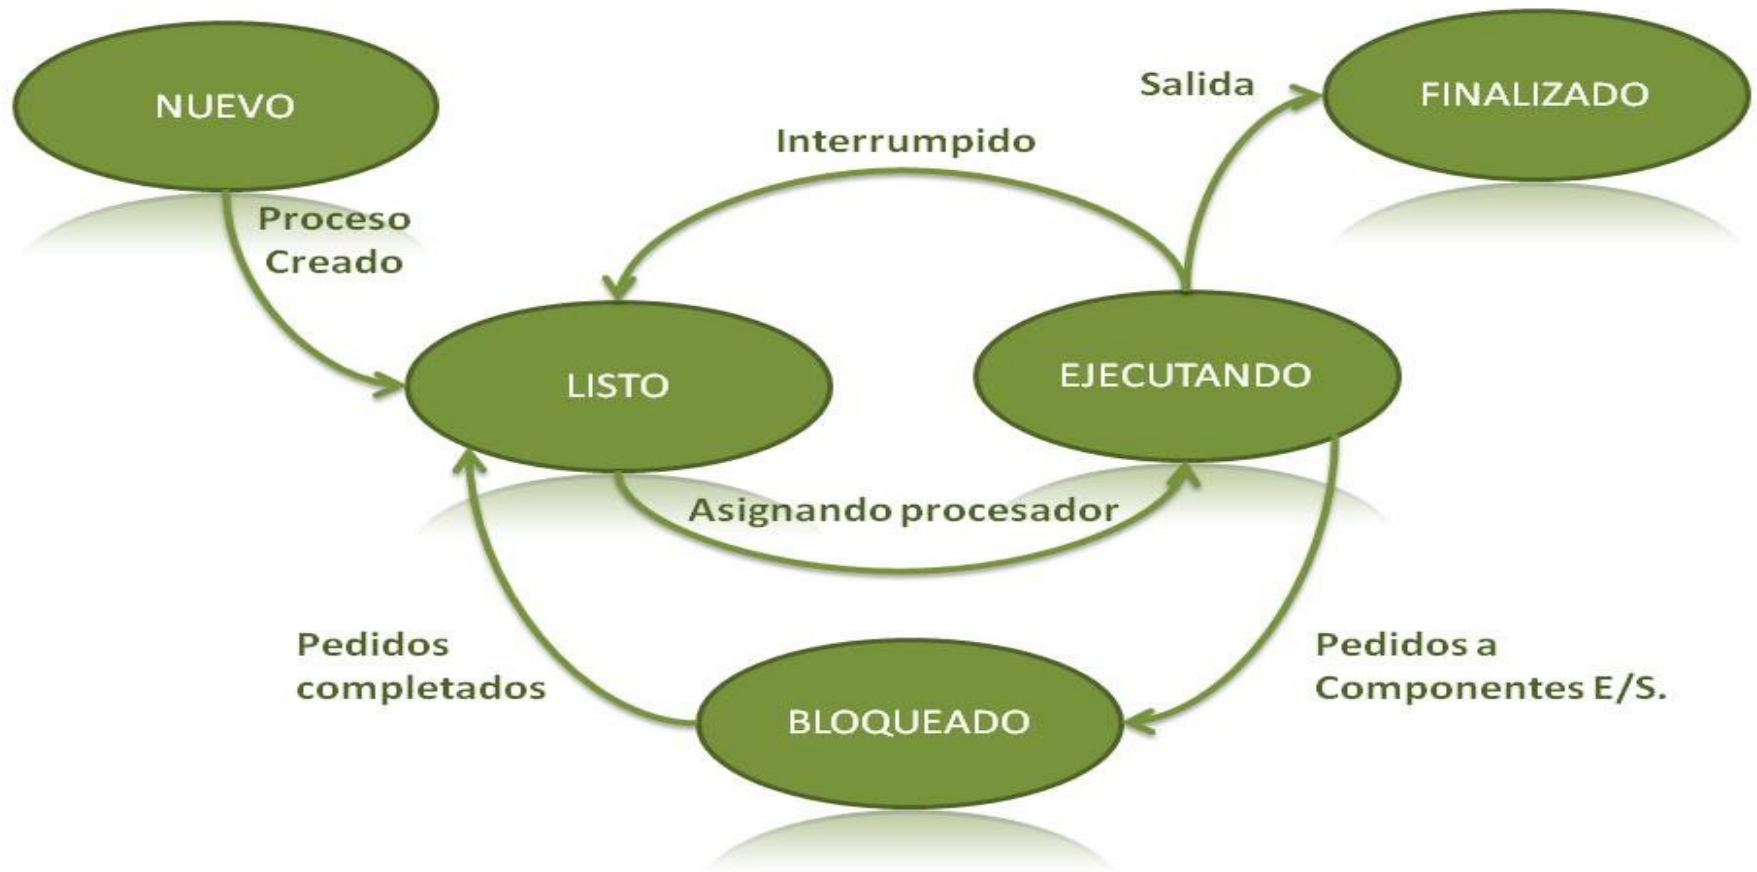 NUEVO
FINALIZADO
Salida
Interrumpido
Proceso
Creado
LISTO
EJECUTANDO
Asignando procesador
Pedidos
completados
Pedidos a
Componentes E/S.
BLOQUEADO